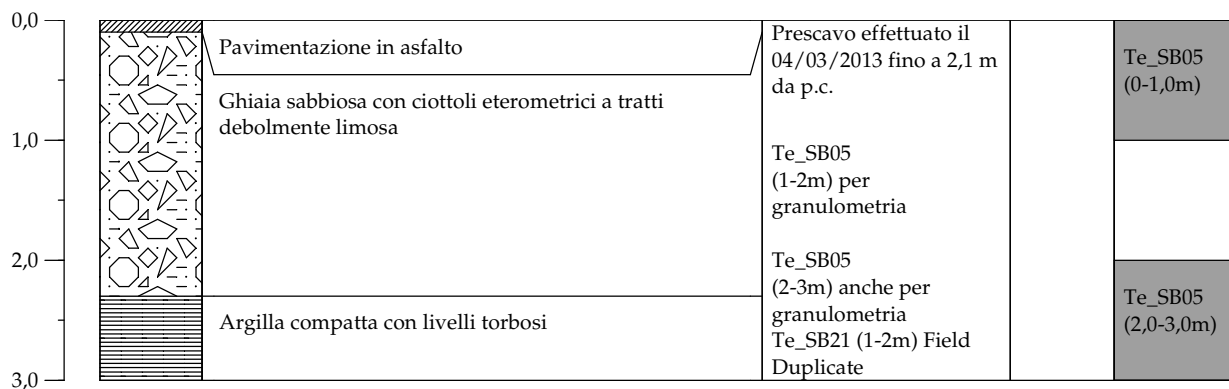 0,0
1,0
2,0
3,0
Pavimentazione in asfalto
Ghiaia sabbiosa con ciottoli eterometrici a tratti
debolmente limosa
Argilla compatta con livelli torbosi
Prescavo effettuato il
04/03/2013 fino a 2,1 m
da p.c.
Te_SB05
(1-2m) per
granulometria
Te_SB05
(2-3m) anche per
granulometria
Te_SB21 (1-2m) Field
Duplicate
Te_SB05
(0-1,0m)
Te_SB05
(2,0-3,0m)